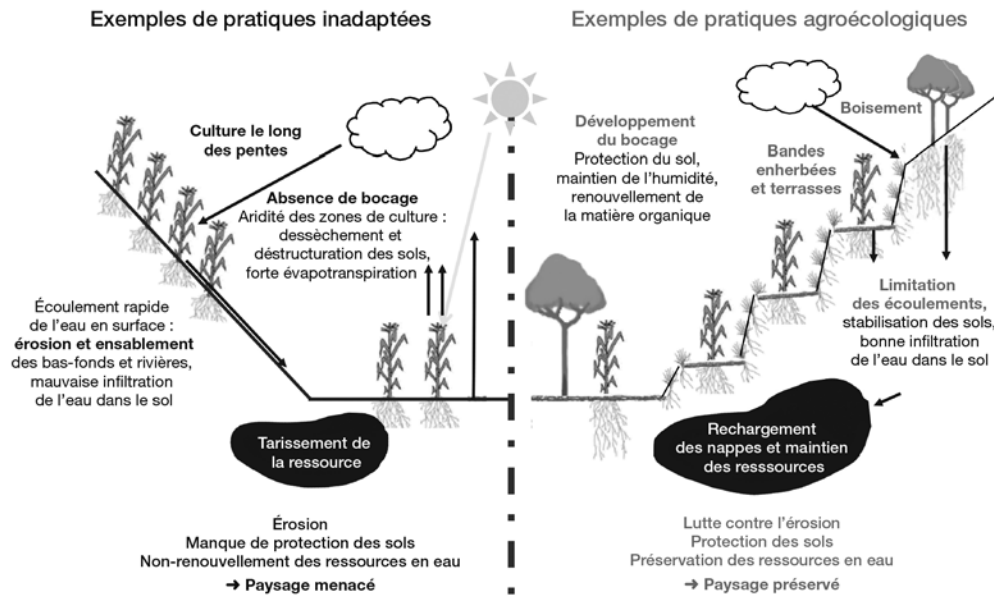 Exemples de pratiques inadaptées
Culture le long
des pentes
Absence de bocage
Aridité des zones de culture :
dessèchement et
déstructuration des sols,
forte évapotranspiration
Écoulement rapide
de l'eau en surface :
érosion et ensablement
des bas-fonds et rivières,
mauvaise infiltration
de l'eau dans le sol
Tarissement de
la ressource
Érosion
Manque de protection des sols
Non-renouvellement des ressources en eau
→ Paysage menacé
Exemples de pratiques agroécologiques
Boisement
Développement
du bocage
Protection du sol,
maintien de l'humidité,
renouvellement de
la matière organique
Bandes
enherbées
et terrasses
Limitation
des écoulements,
stabilisation des sols,
bonne infiltration
de l'eau dans le sol
Rechargement
des nappes et maintien
des resssources
Lutte contre l'érosion
Protection des sols
Préservation des ressources en eau
→ Paysage préservé